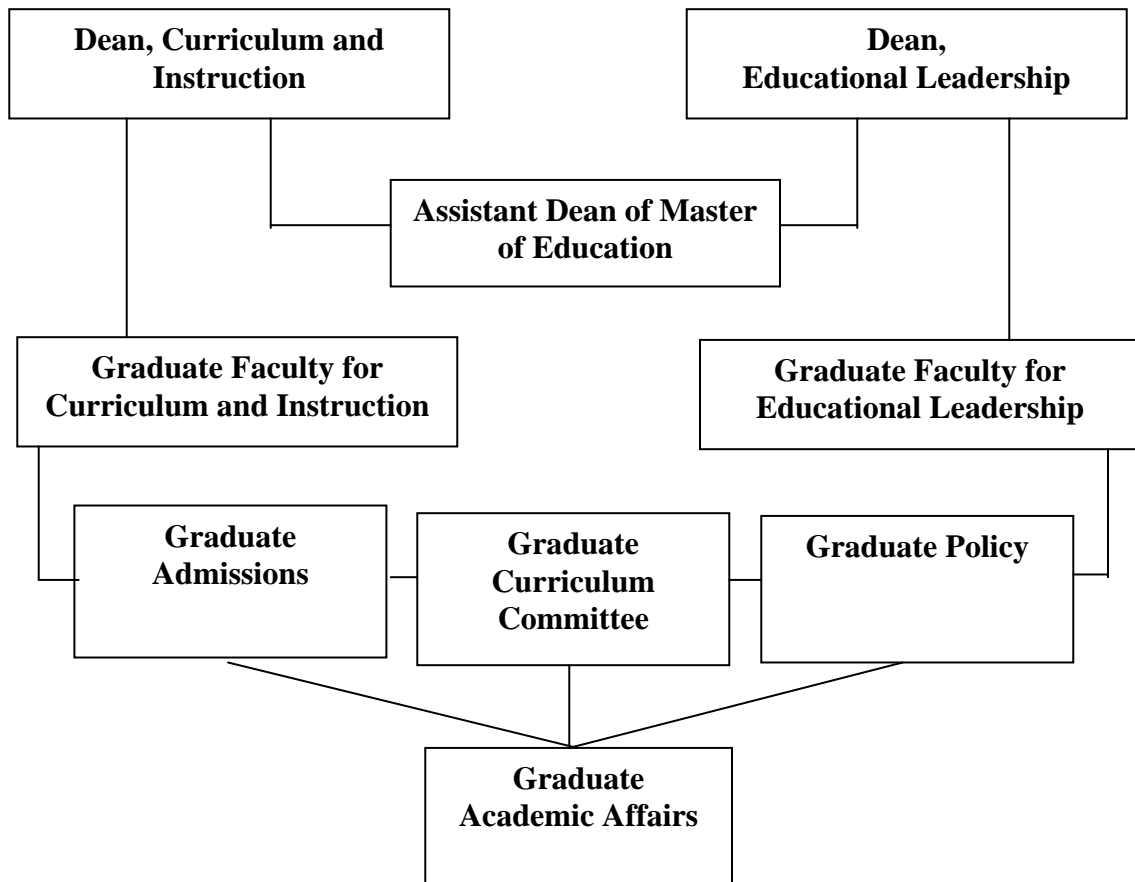 Dean, Curriculum and
Instruction
Dean,
Educational Leadership
Assistant Dean of Master
of Education
Graduate Faculty for
Curriculum and Instruction
Graduate Faculty for
Educational Leadership
Graduate
Admissions
Graduate
Curriculum
Committee
Graduate Policy
Graduate
Academic Affairs